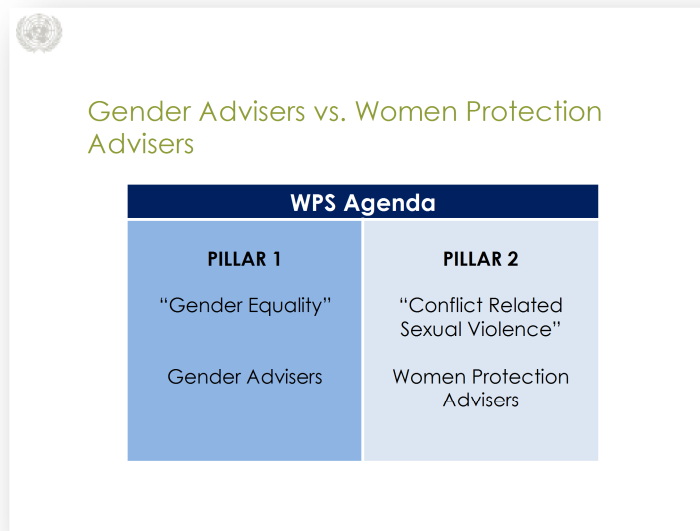 Gender Advisers vs. Women Protection
Advisers
WPS Agenda
PILLAR 1
“Gender Equality”
Gender Advisers
PILLAR 2
“Conflict Related
Sexual Violence”
Women Protection
Advisers